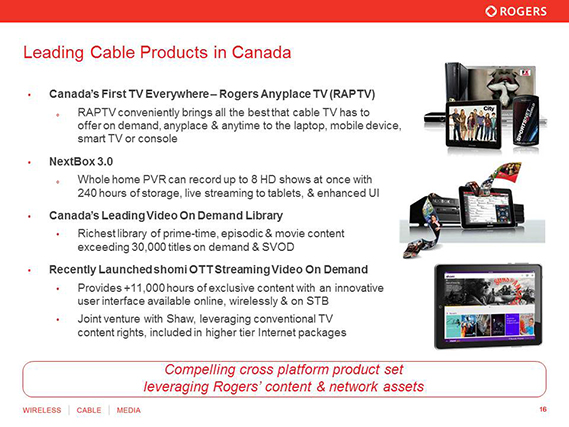 ROGERS
Leading Cable Products in Canada
• Canada's First TV Everywhere – Rogers Anyplace TV (RAPTV)
RAPTV conveniently brings all the best that cable TV has to
offer on demand, anyplace & anytime to the laptop, mobile device,
smart TV or console
• NextBox 3.0
Whole home PVR can record up to 8 HD shows at once with
240 hours of storage, live streaming to tablets, & enhanced UI
• Canada's Leading Video On Demand Library
• Richest library of prime-time, episodic & movie content
exceeding 30,000 titles on demand & SVOD
• Recently Launched shomi OTT Streaming Video On Demand
• Provides +11,000 hours of exclusive content with an innovative
user interface available online, wirelessly & on STB
• Joint venture with Shaw, leveraging conventional TV
content rights, included in higher tier Internet packages
City
SPORTSNET
Compelling cross platform product set
leveraging Rogers' content & network assets
WIRELESS | CABLE | MEDIA
16